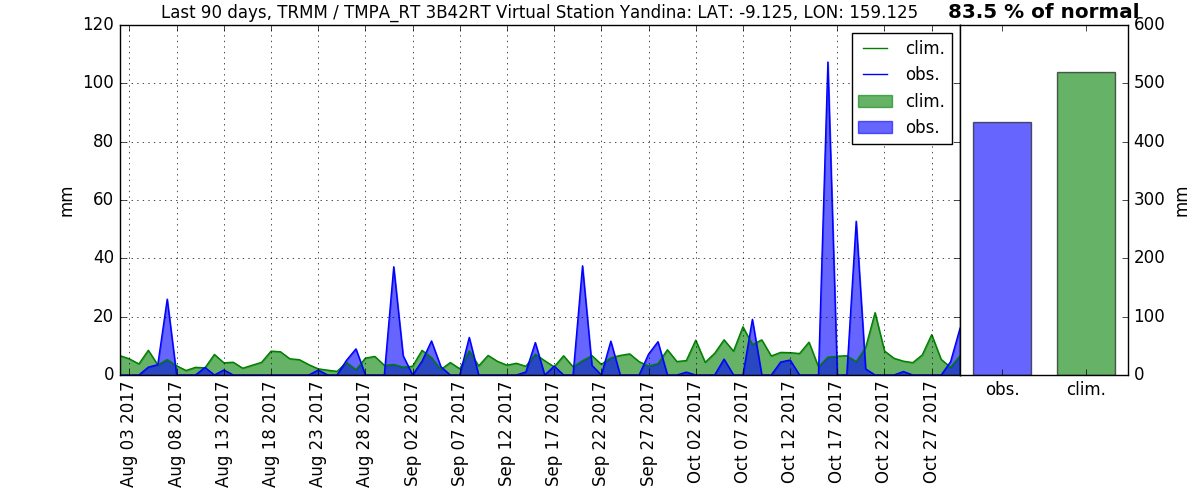 Last 90 days, TRMM / TMPA_RT 3B42RT Virtual Station Yandina: LAT: -9.125, LON: 159.125
83.5 % of normal
120
100
80
60
40
20
0
mm
clim.
obs.
clim.
obs.
600
500
400
300
200
100
0
mm
Aug 03 2017
Aug 08 2017
Aug 13 2017
Aug 18 2017
Aug 23 2017
Aug 28 2017
Sep 02 2017
Sep 07 2017
Sep 12 2017
Sep 17 2017
Sep 22 2017
Sep 27 2017
Oct 02 2017
Oct 07 2017
Oct 12 2017
Oct 17 2017
Oct 22 2017
Oct 27 2017
obs.
clim.